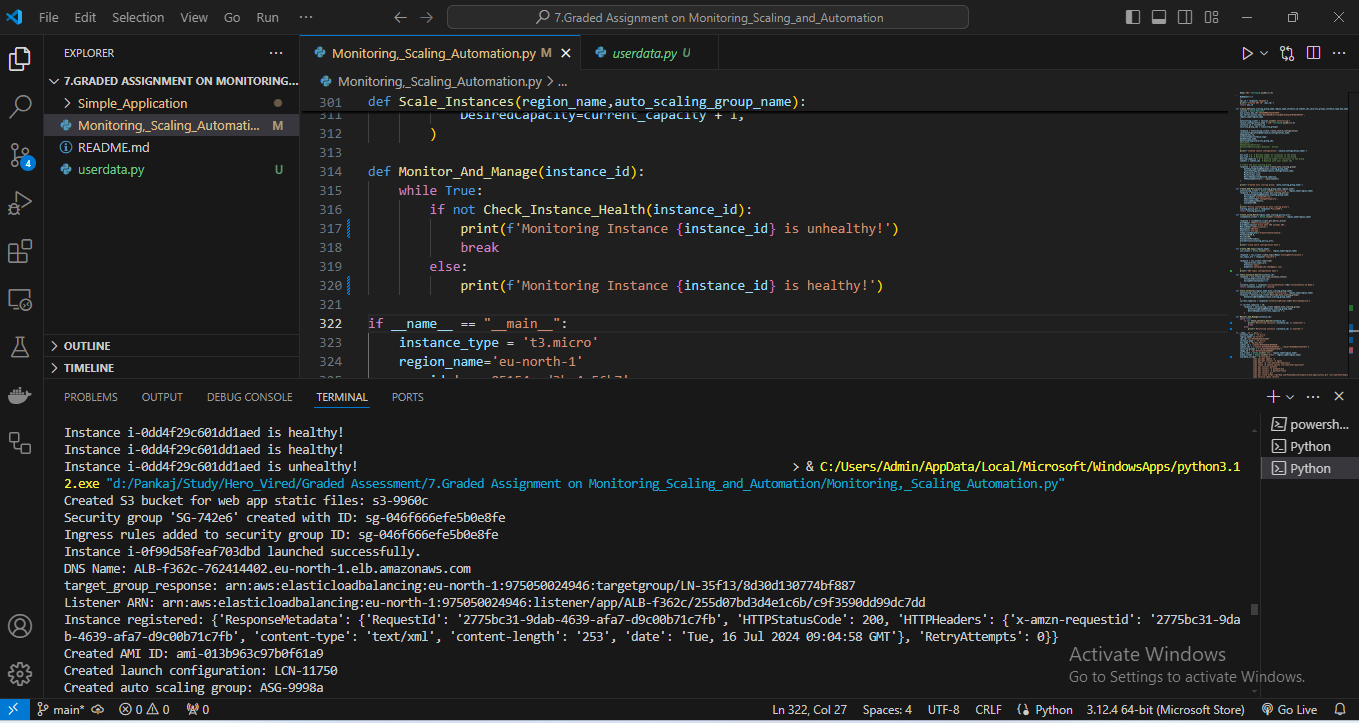 File Edit Selection View Go Run ··· 7.Graded Assignment on Monitoring_Scaling_and_Automation
EXPLORER ···
7.GRADED ASSIGNMENT ON MONITORING...
Simple_Application
Monitoring,_Scaling_Automati... M
README.md
userdata.py U
OUTLINE
TIMELINE
4
Monitoring,_Scaling_Automation.py M userdata.py U
Monitoring,_Scaling_Automation.py > ...
301 def Scale_Instances(region_name,auto_scaling_group_name):
311 DesiredCapacity=current_capacity + 1,
312 )
313
314 def Monitor_And_Manage(instance_id):
315 while True:
316 if not Check_Instance_Health(instance_id):
317 print(f'Monitoring Instance {instance_id} is unhealthy!')
318 break
319 else:
320 print(f'Monitoring Instance {instance_id} is healthy!')
321
322 if __name__ == "__main__":
323 instance_type = 't3.micro'
324 region_name='eu-north-1'
PROBLEMS OUTPUT DEBUG CONSOLE TERMINAL PORTS
powersh...
Python
Python
Instance i-0dd4f29c601dd1aed is healthy!
Instance i-0dd4f29c601dd1aed is healthy!
Instance i-0dd4f29c601dd1aed is unhealthy! > & C:/Users/Admin/AppData/Local/Microsoft/WindowsApps/python3.1
2.exe "d:/Pankaj/Study/Hero_Vired/Graded Assessment/7.Graded Assignment on Monitoring_Scaling_and_Automation/Monitoring,_Scaling_Automation.py"
Created S3 bucket for web app static files: s3-9960c
Security group 'SG-742e6' created with ID: sg-046f666efe5b0e8fe
Ingress rules added to security group ID: sg-046f666efe5b0e8fe
Instance i-0f99d58feaf703dbd launched successfully.
DNS Name: ALB-f362c-762414402.eu-north-1.elb.amazonaws.com
target_group_response: arn:aws:elasticloadbalancing:eu-north-1:975050024946:targetgroup/LN-35f13/8d30d130774bf887
Listener ARN: arn:aws:elasticloadbalancing:eu-north-1:975050024946:listener/app/ALB-f362c/255d07bd3d4e1c6b/c9f3590dd99dc7dd
Instance registered: {'ResponseMetadata': {'RequestId': '2775bc31-9dab-4639-afa7-d9c00b71c7fb', 'HTTPStatusCode': 200, 'HTTPHeaders': {'x-amzn-requestid': '2775bc31-9da
b-4639-afa7-d9c00b71c7fb', 'content-type': 'text/xml', 'content-length': '253', 'date': 'Tue, 16 Jul 2024 09:04:58 GMT'}, 'RetryAttempts': 0}}
Created AMI ID: ami-013b963c97b0f61a9
Created launch configuration: LCN-11750
Created auto scaling group: ASG-9998a
Activate Windows
Go to Settings to activate Windows.
main* 0 0 0 Ln 322, Col 27 Spaces: 4 UTF-8 CRLF Python 3.12.4 64-bit (Microsoft Store) Go Live